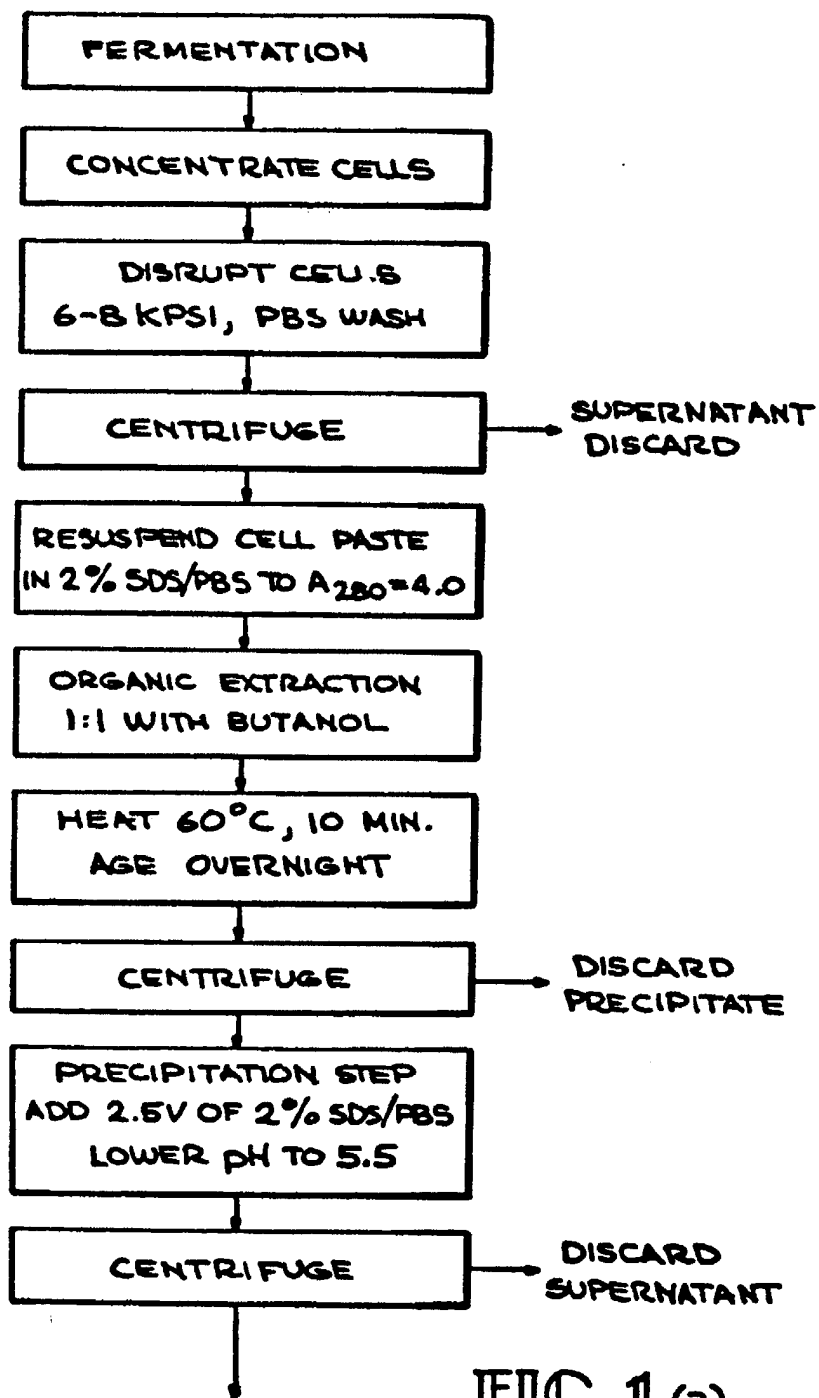 FERMENTATION
CONCENTRATE CELLS
DISRUPT CELLS
6-8 KPSI, PBS WASH
CENTRIFUGE
SUPERNATANT
DISCARD
RESUSPEND CELL PASTE
IN 2% SDS/PBS TO A280=4.0
ORGANIC EXTRACTION
1:1 WITH BUTANOL
HEAT 60°C, 10 MIN.
AGE OVERNIGHT
CENTRIFUGE
DISCARD
PRECIPITATE
PRECIPITATION STEP
ADD 2.5V OF 2% SDS/PBS
LOWER pH TO 5.5
CENTRIFUGE
DISCARD
SUPERNATANT
FIG. 1(a)